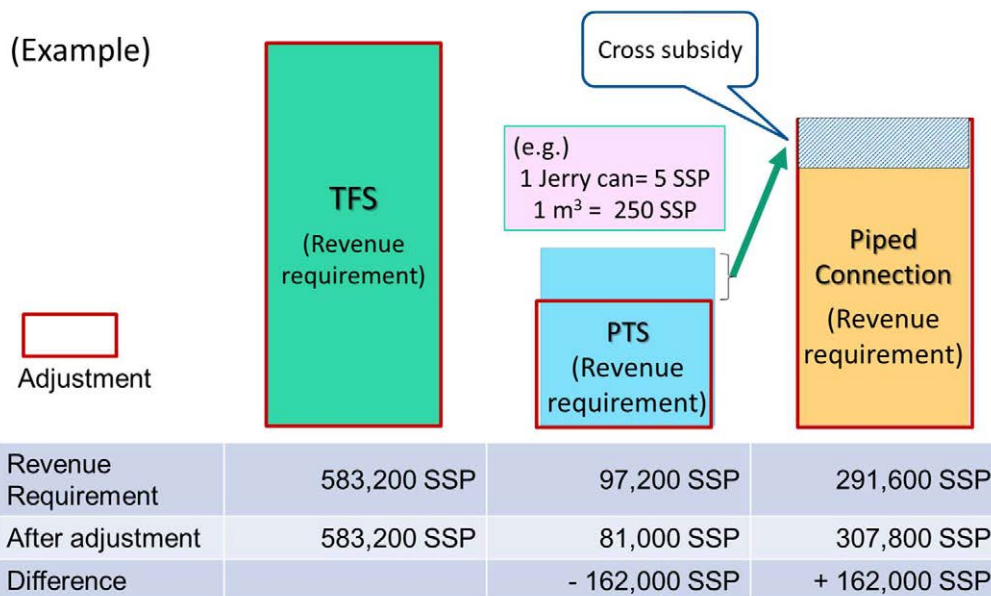 (Example)
Cross subsidy
(e.g.)
1 Jerry can= 5 SSP
1 m³ = 250 SSP
TFS
(Revenue
requirement)
PTS
(Revenue
requirement)
Piped
Connection
(Revenue
requirement)
Adjustment
Revenue
Requirement
583,200 SSP
97,200 SSP
291,600 SSP
After adjustment
583,200 SSP
81,000 SSP
307,800 SSP
Difference
- 162,000 SSP
+ 162,000 SSP